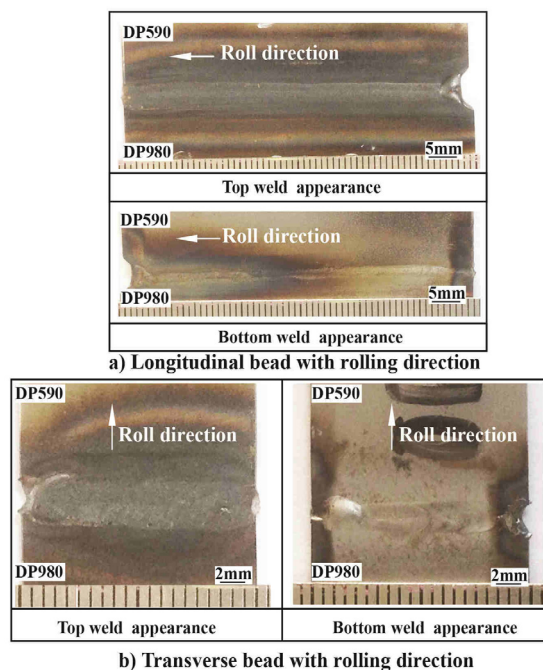 DP590
Roll direction
DP980
5mm
Top weld appearance
DP590
Roll direction
DP980
5mm
Bottom weld appearance
a) Longitudinal bead with rolling direction
DP590
Roll direction
DP980
2mm
DP590
Roll direction
DP980
2mm
Top weld appearance
Bottom weld appearance
b) Transverse bead with rolling direction